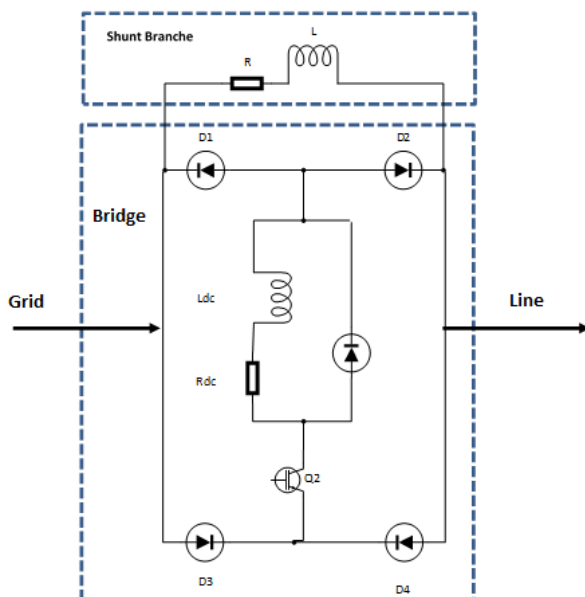 Shunt Branche
L
R
D1
D2
Bridge
Ldc
Grid
Line
Rdc
Q2
D3
D4